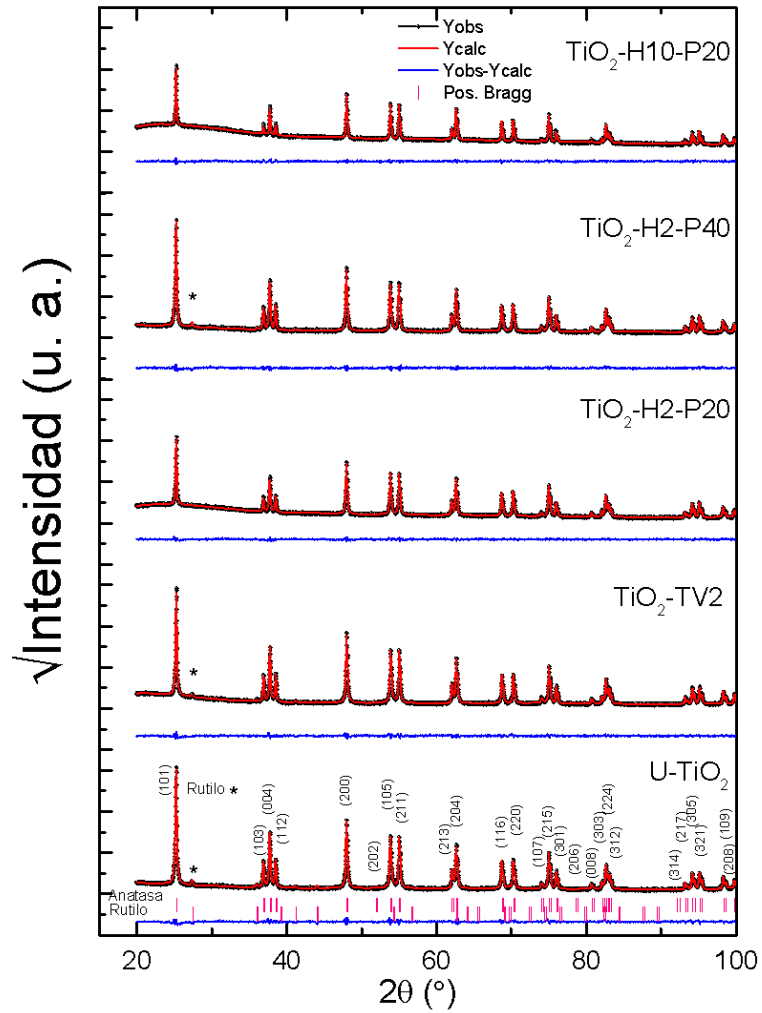 Yobs
Ycalc
Yobs-Ycalc
Pos. Bragg
TiO₂-H10-P20
TiO₂-H2-P40
*
TiO₂-H2-P20
TiO₂-TV2
*
U-TiO₂
Rutilo *
*
(101)
(103)
(004)
(112)
(200)
(202)
(105)
(211)
(213)
(204)
(116)
(220)
(107)
(215)
(301)
(206)
(008)
(303)
(224)
(312)
(314)
(217)
(305)
(321)
(208)
(109)
Anatasa
Rutilo
20 40 60 80 100
2θ (°)
√Intensidad (u. a.)